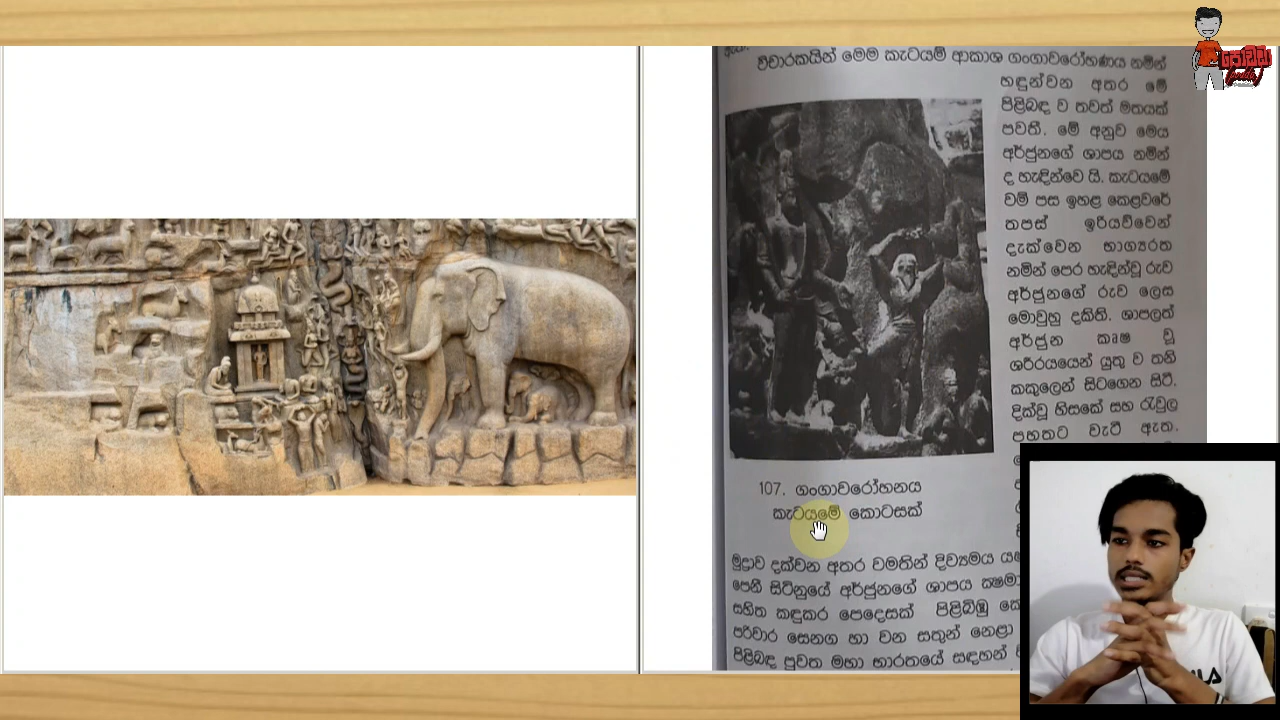 විචාරකයින් මෙම කැටයම් ආකාශ ගංගාවරෝහණය නමින්
හඳුන්වන අතර මේ
පිළිබඳ ව තවත් මතයක්
පවතී. මේ අනුව මෙය
අර්ජුනගේ ශාපය නමින්
ද හැඳින්වෙ යි. කැටයමේ
වම් පස ඉහළ කෙළවරේ
තපස් ඉරියව්වෙන්
දැක්වෙන භාග්‍යරත
නමින් පෙර හැඳින්වූ රුව
අර්ජුනගේ රුව ලෙස
මොවුහු දකිති. ශාපලත්
අර්ජුන කෘෂ වූ
ශරීරයයෙන් යුතු ව තනි
කකුලෙන් සිටගෙන සිටී.
දික්වූ හිසකේ සහ රැවුල
පහතට වැටී ඇත.
107. ගංගාවරෝහනය
කැටයමේ කොටසක්
මුද්‍රාව දක්වන අතර වමතින් දිව්‍යමය
පෙනී සිටිනුයේ අර්ජුනගේ ශාපය
සහිත කඳුකර පෙදෙසක් පිළිබිඹු
පරිවාර සෙනග හා වන සතුන් නෙළා
පිළිබඳ පුවත මහා භාරතයේ සඳහන්
පොඩ්ඩා